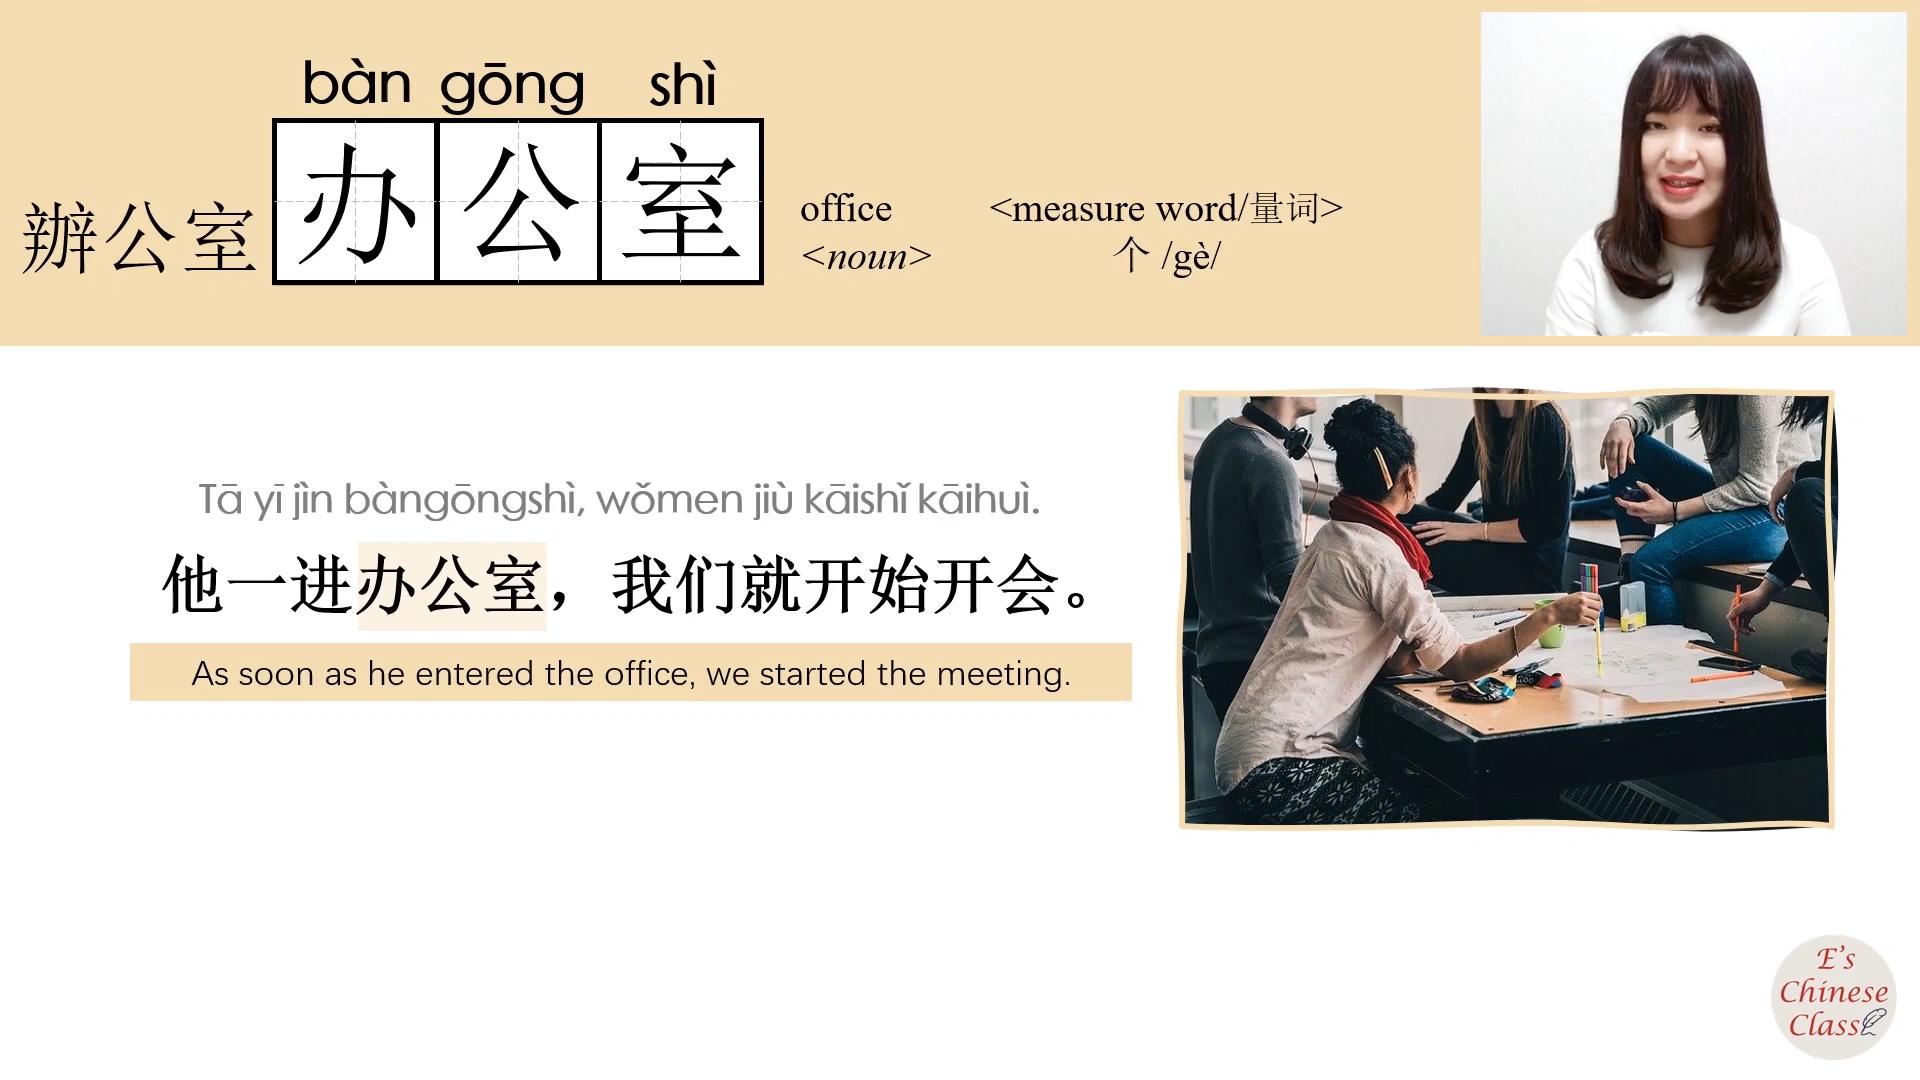 bàn gōng shì
辦公室
办公室
office
<noun>
<measure word/量词>
个 /gè/
Tā yī jìn bàngōngshì, wǒmen jiù kāishǐ kāihuì.
他一进办公室，我们就开始开会。
As soon as he entered the office, we started the meeting.
E's
Chinese
Class